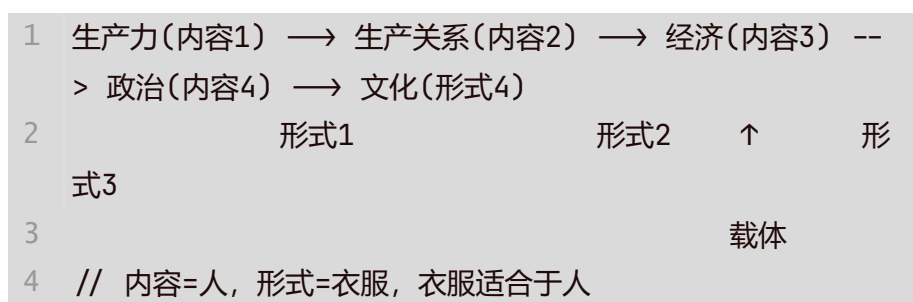 1 生产力(内容1) ——> 生产关系(内容2) ——> 经济(内容3) --
> 政治(内容4) ——> 文化(形式4)
2 形式1 形式2 ↑ 形
式3
3 载体
4 // 内容=人, 形式=衣服, 衣服适合于人